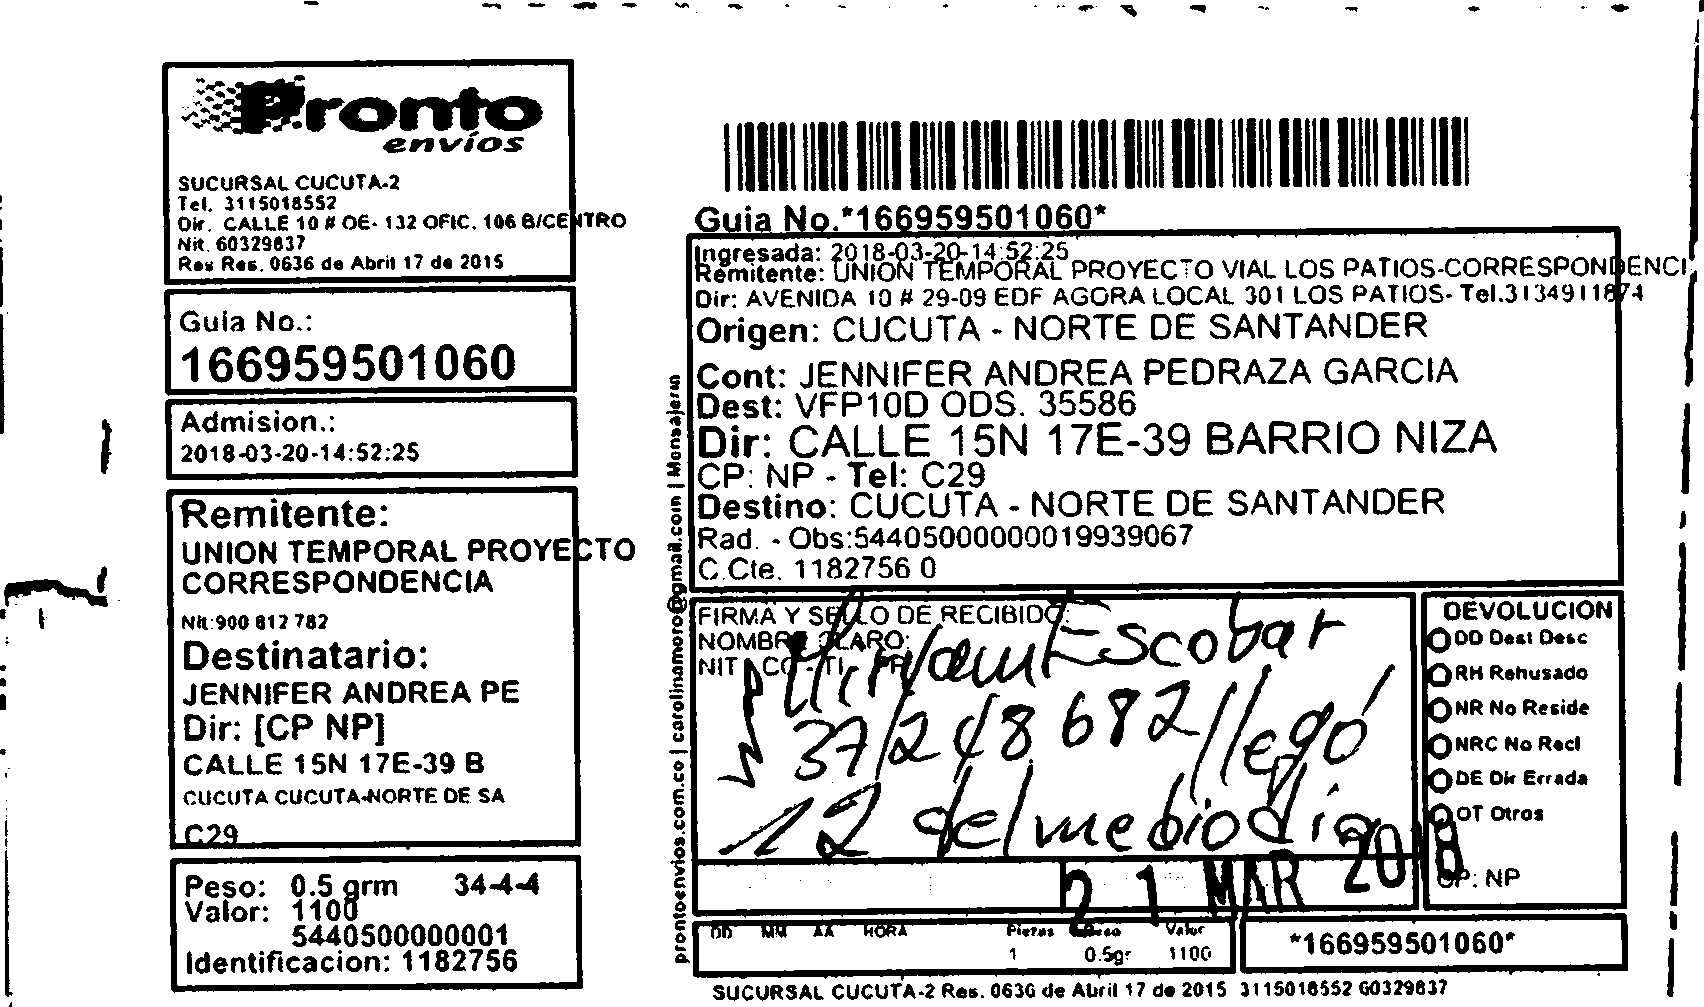 Pronto
envíos
SUCURSAL CUCUTA-2
Tel. 3115018552
Dir. CALLE 10 # OE- 132 OFIC. 106 B/CENTRO
Nit. 60329837
Res Res. 0636 de Abril 17 de 2015
Guia No.:
166959501060
Admision.:
2018-03-20-14:52:25
Remitente:
UNION TEMPORAL PROYECTO
CORRESPONDENCIA
Nit:900 812 782
Destinatario:
JENNIFER ANDREA PE
Dir: [CP NP]
CALLE 15N 17E-39 B
CUCUTA CUCUTA-NORTE DE SA
C29
Peso: 0.5 grm 34-4-4
Valor: 1100
5440500000001
Identificacion: 1182756
prontoenvios.com.co | carolinamoro@gmail.com | Mensajeria
Guia No.*166959501060*
Ingresada: 2018-03-20-14:52:25
Remitente: UNION TEMPORAL PROYECTO VIAL LOS PATIOS-CORRESPONDENCI
Dir: AVENIDA 10 # 29-09 EDF AGORA LOCAL 301 LOS PATIOS- Tel.3134911874
Origen: CUCUTA - NORTE DE SANTANDER
Cont: JENNIFER ANDREA PEDRAZA GARCIA
Dest: VFP10D ODS. 35586
Dir: CALLE 15N 17E-39 BARRIO NIZA
CP: NP - Tel: C29
Destino: CUCUTA - NORTE DE SANTANDER
Rad. - Obs:54405000000019939067
C.Cte. 1182756 0
FIRMA Y SELLO DE RECIBIDO:
NOMBRE CLARO:
NIT
Miriam Escobar
37/248682 llegó
12 del medio día
21 MAR 2018
DEVOLUCION
DD Dest Desc
RH Rehusado
NR No Reside
NRC No Recl
DE Dir Errada
OT Otros
CP: NP
DD MM AA HORA Piezas Peso Valor
1 0.5gr 1100
*166959501060*
SUCURSAL CUCUTA-2 Res. 0636 de Abril 17 de 2015 3115018552 60329837